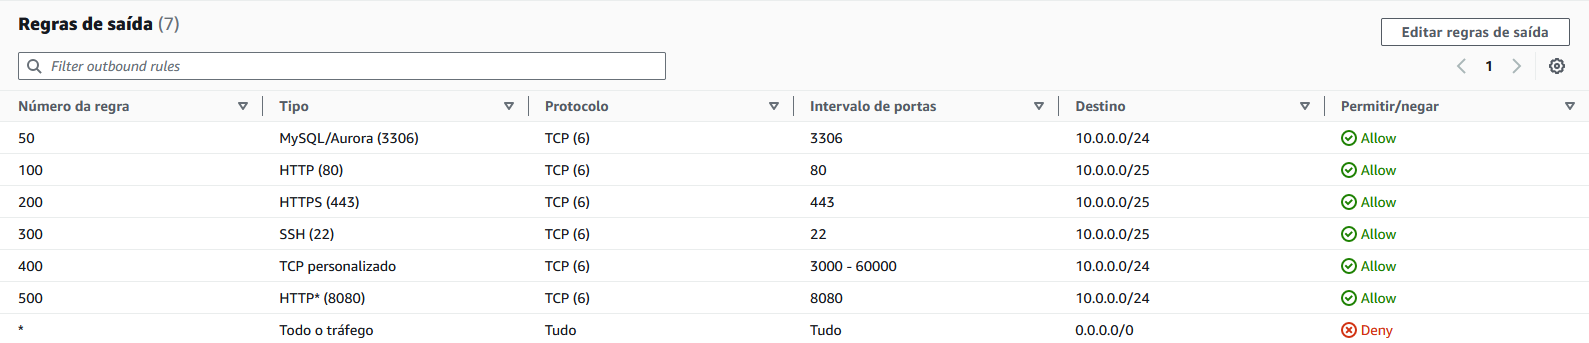 Regras de saída (7)
Editar regras de saída
Filter outbound rules
1
Número da regra Tipo Protocolo Intervalo de portas Destino Permitir/negar
50 MySQL/Aurora (3306) TCP (6) 3306 10.0.0.0/24 Allow
100 HTTP (80) TCP (6) 80 10.0.0.0/25 Allow
200 HTTPS (443) TCP (6) 443 10.0.0.0/25 Allow
300 SSH (22) TCP (6) 22 10.0.0.0/25 Allow
400 TCP personalizado TCP (6) 3000 - 60000 10.0.0.0/24 Allow
500 HTTP* (8080) TCP (6) 8080 10.0.0.0/24 Allow
* Todo o tráfego Tudo Tudo 0.0.0.0/0 Deny